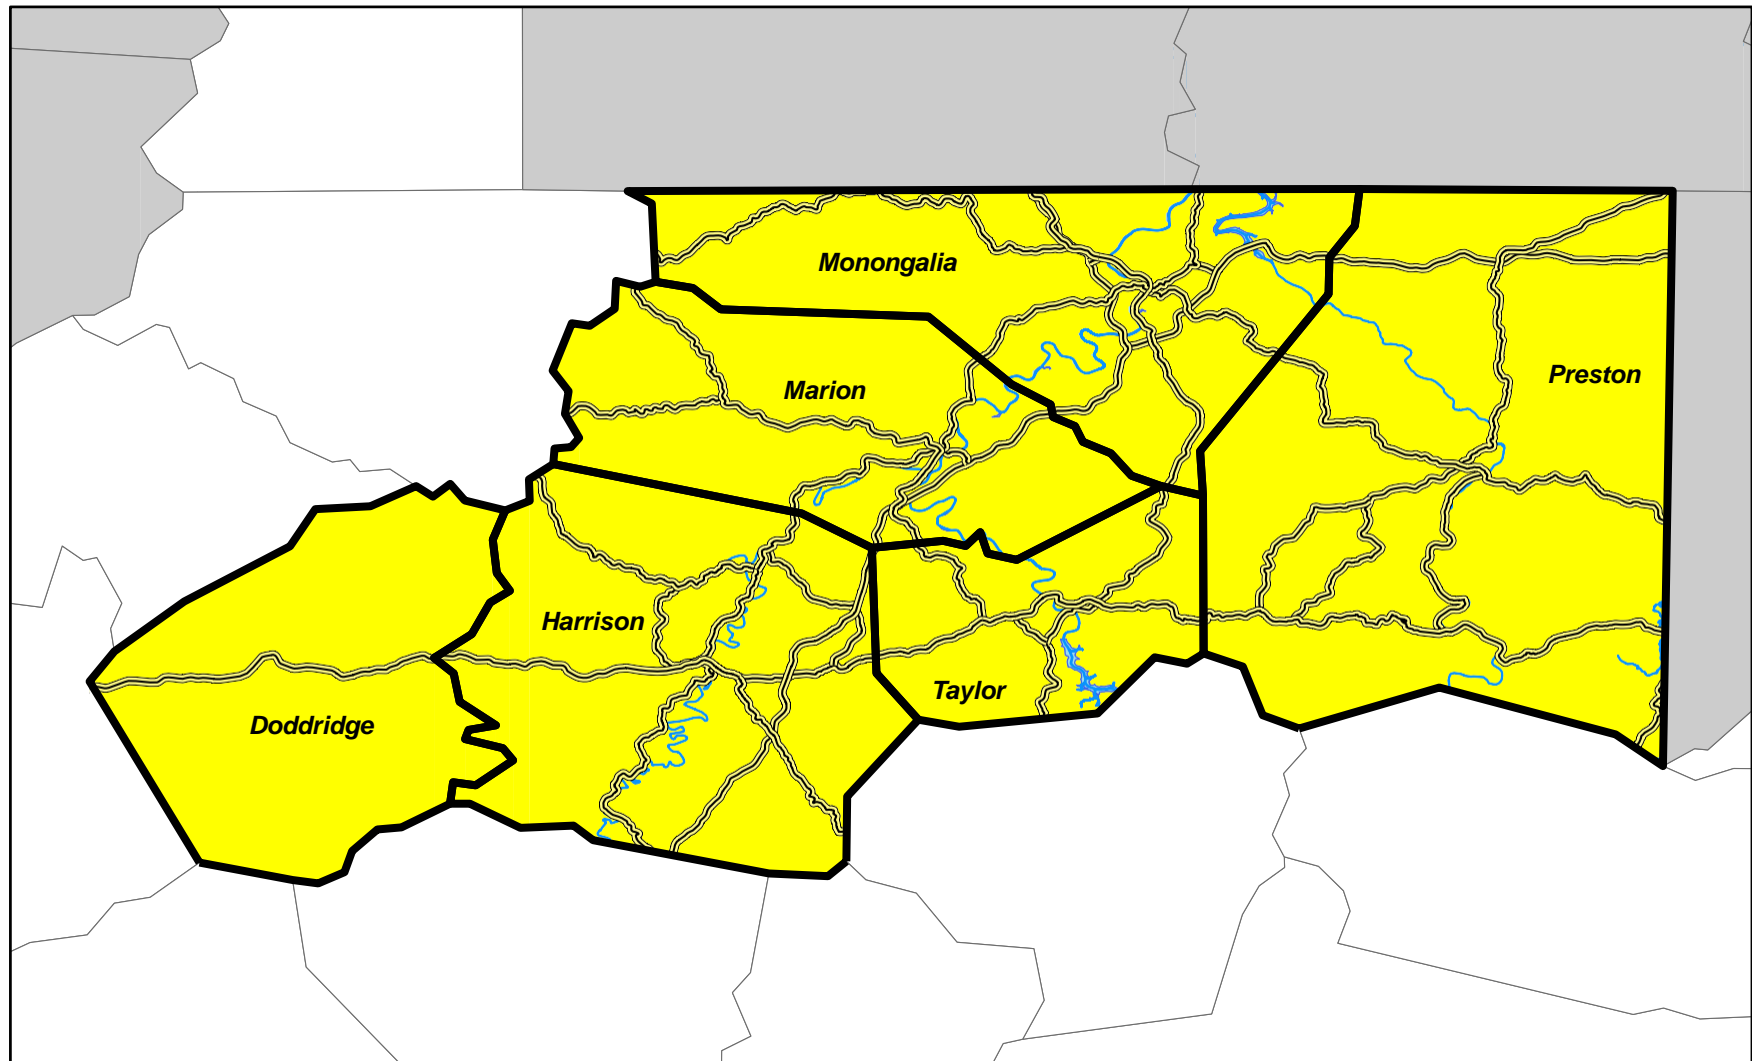 Monongalia
Preston
Marion
Harrison
Taylor
Doddridge